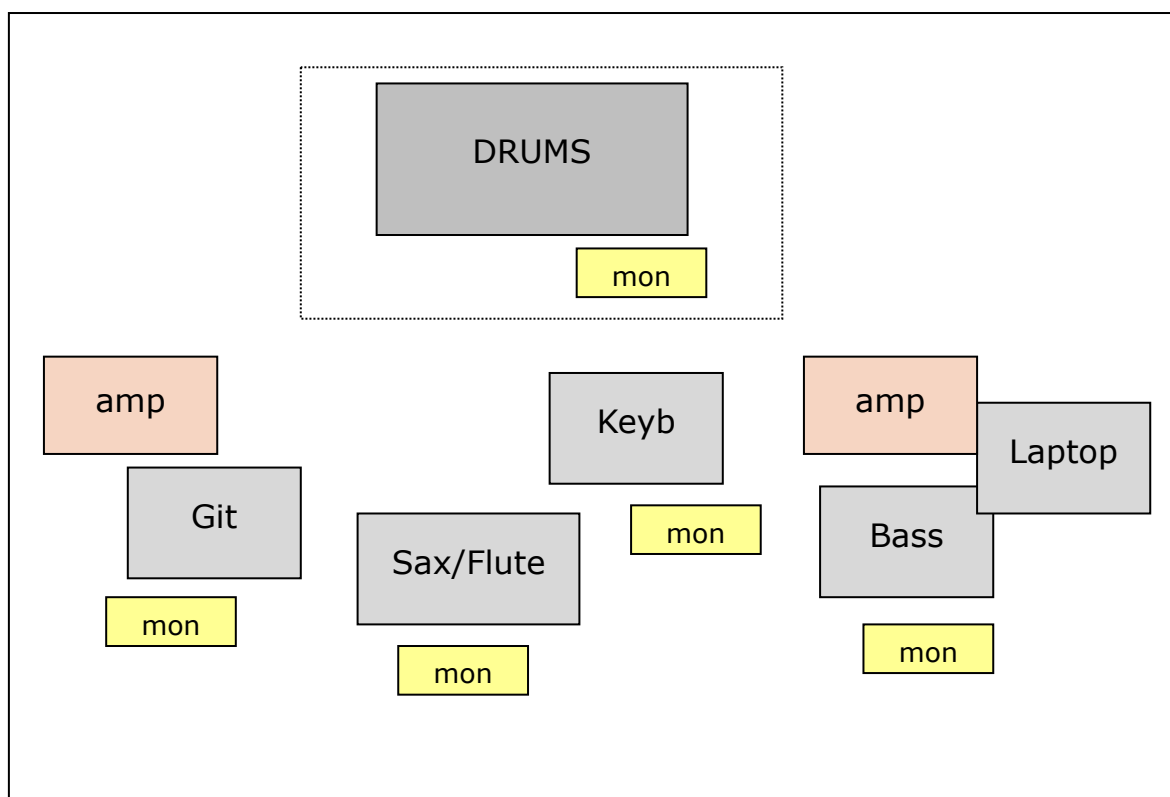 DRUMS
mon
amp
Keyb
amp
Laptop
Git
Sax/Flute
mon
Bass
mon
mon
mon